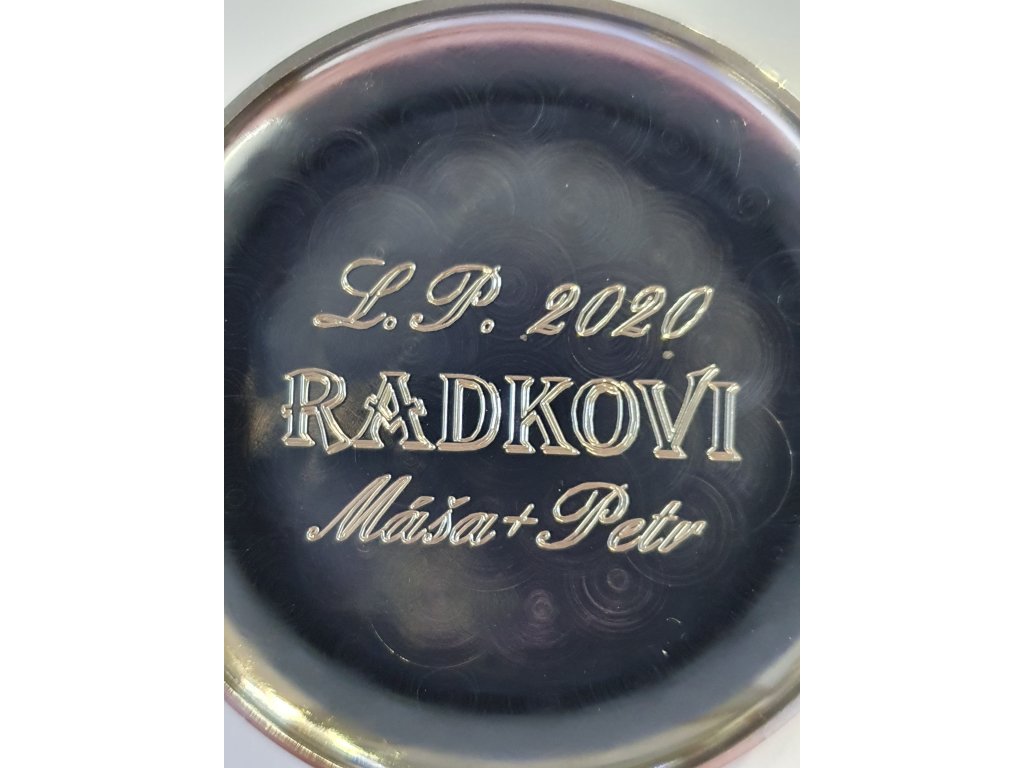 L.P. 2020
RADKOVI
Máša+Petr